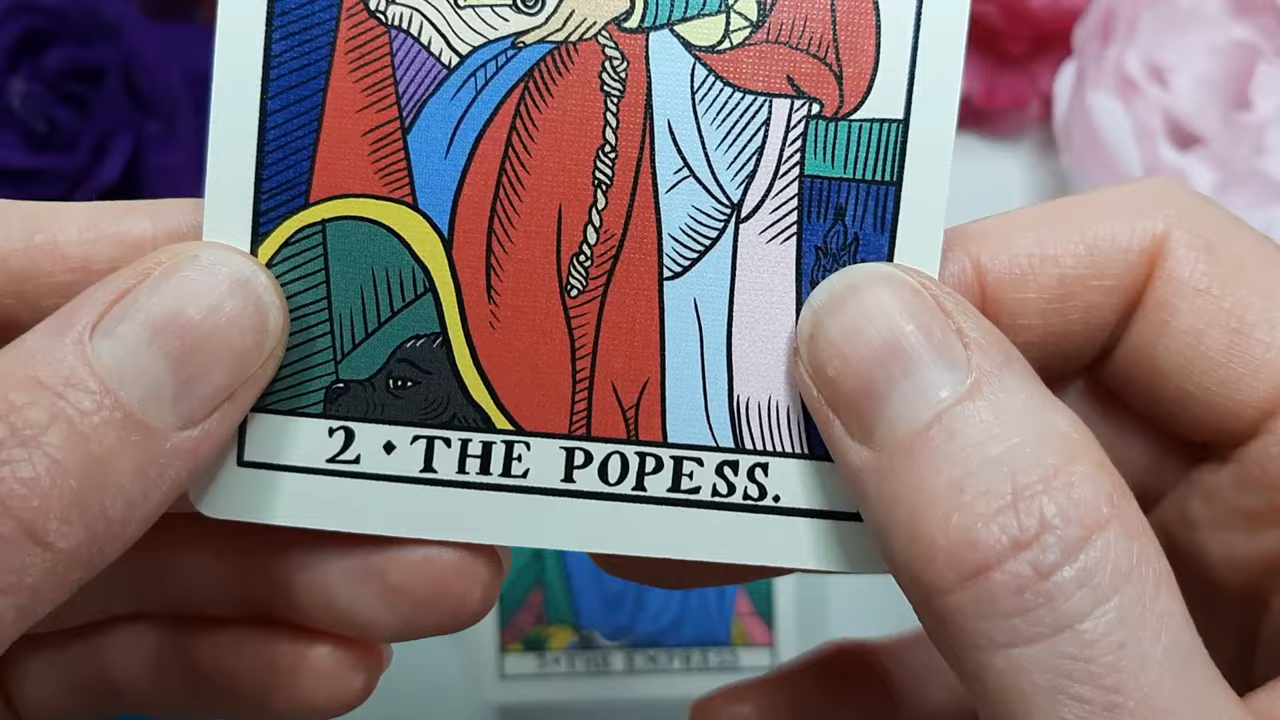 2 ⬥ THE POPESS.